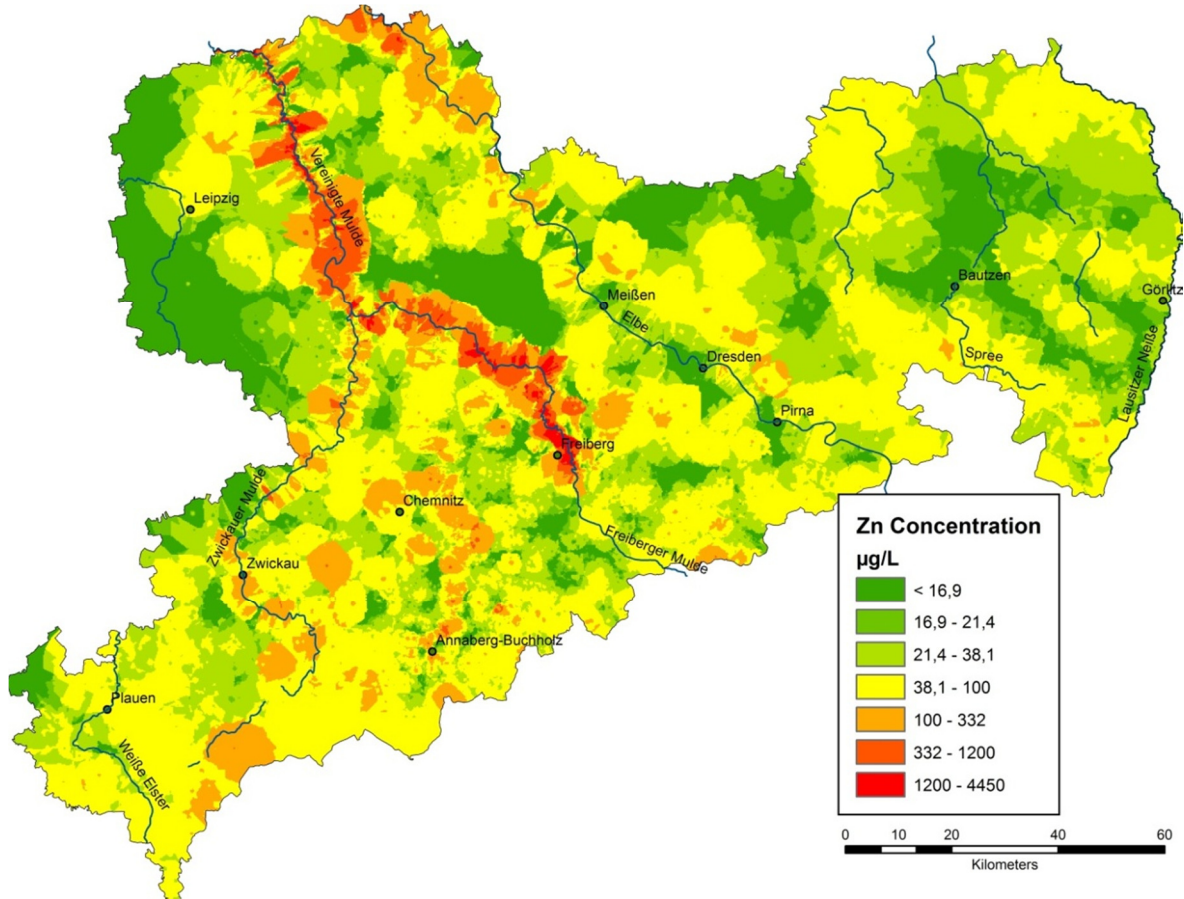 Vereinigte Mulde
Leipzig
Bautzen
Görlitz
Meißen
Elbe
Dresden
Spree
Lausitzer Neiße
Pirna
Freiberg
Zwickauer Mulde
Chemnitz
Freiberger Mulde
Zwickau
Annaberg-Buchholz
Plauen
Weiße Elster
Zn Concentration
µg/L
< 16,9
16,9 - 21,4
21,4 - 38,1
38,1 - 100
100 - 332
332 - 1200
1200 - 4450
0 10 20 40 60
Kilometers